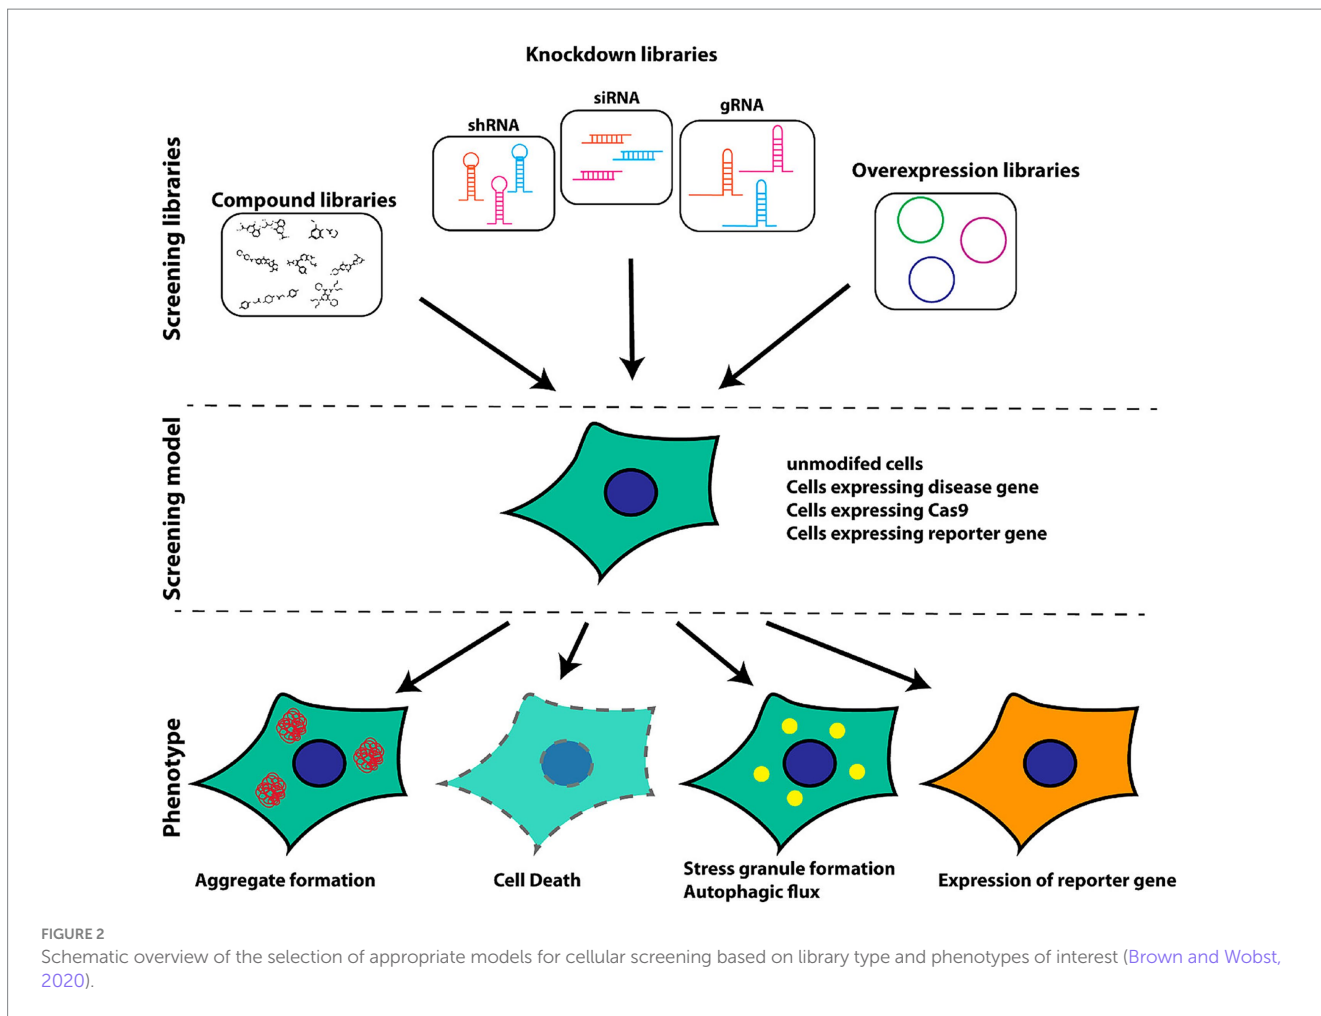 Knockdown libraries
siRNA
gRNA
shRNA
Overexpression libraries
Compound libraries
Screening libraries
Screening model
unmodifed cells
Cells expressing disease gene
Cells expressing Cas9
Cells expressing reporter gene
Phenotype
Aggregate formation
Cell Death
Stress granule formation
Autophagic flux
Expression of reporter gene
FIGURE 2
Schematic overview of the selection of appropriate models for cellular screening based on library type and phenotypes of interest (Brown and Wobst,
2020).